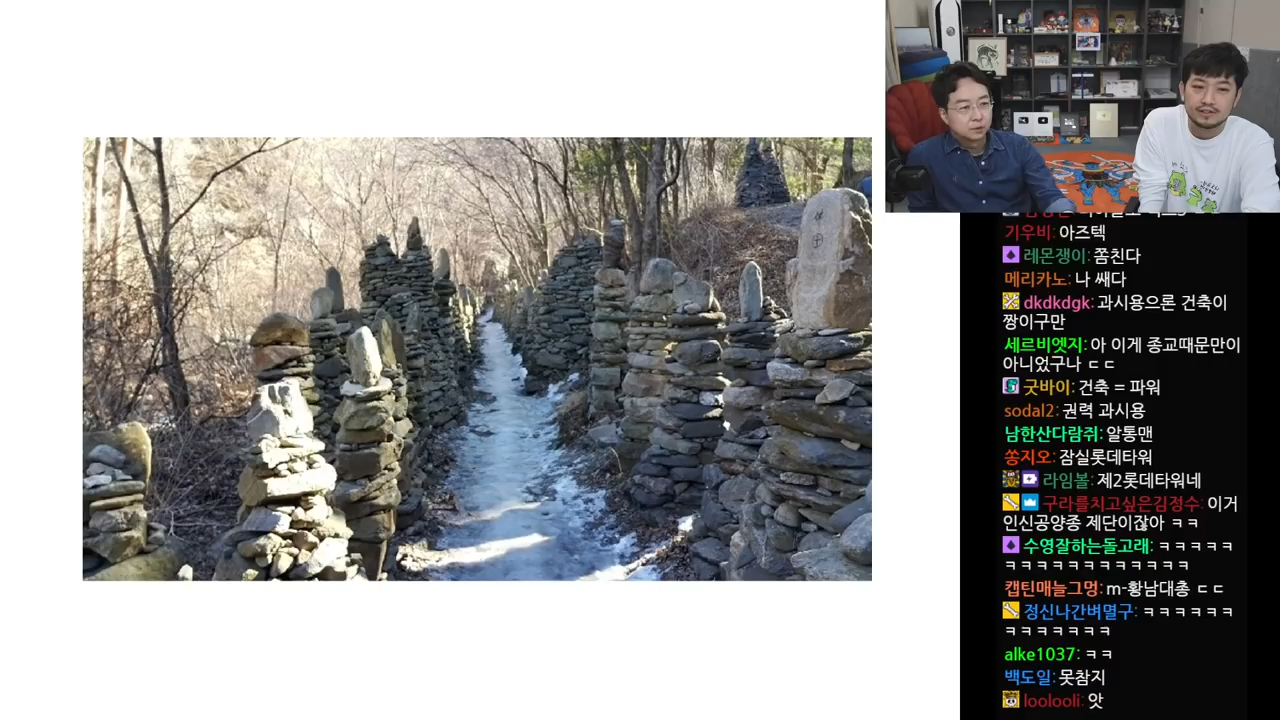 기우비: 아즈텍
레몬쟁이: 쫌친다
메리카노: 나 쌔다
dkdkdgk: 과시용으론 건축이
짱이구만
세르비엣지: 아 이게 종교때문만이
아니었구나 ㄷㄷ
굿바이: 건축 = 파워
sodal2: 권력 과시용
남한산다람쥐: 알통맨
쏭지오: 잠실롯데타워
라임볼: 제2롯데타워네
구라를치고싶은김정수: 이거
인신공양종 제단이잖아 ㅋㅋ
수영잘하는돌고래: ㅋㅋㅋㅋㅋ
ㅋㅋㅋㅋㅋㅋㅋㅋㅋㅋㅋㅋ
캡틴매늘그멍: m-황남대총 ㄷㄷ
정신나간벼멸구: ㅋㅋㅋㅋㅋㅋ
ㅋㅋㅋㅋㅋㅋㅋ
alke1037: ㅋㅋ
백도일: 못참지
loolooli: 앗